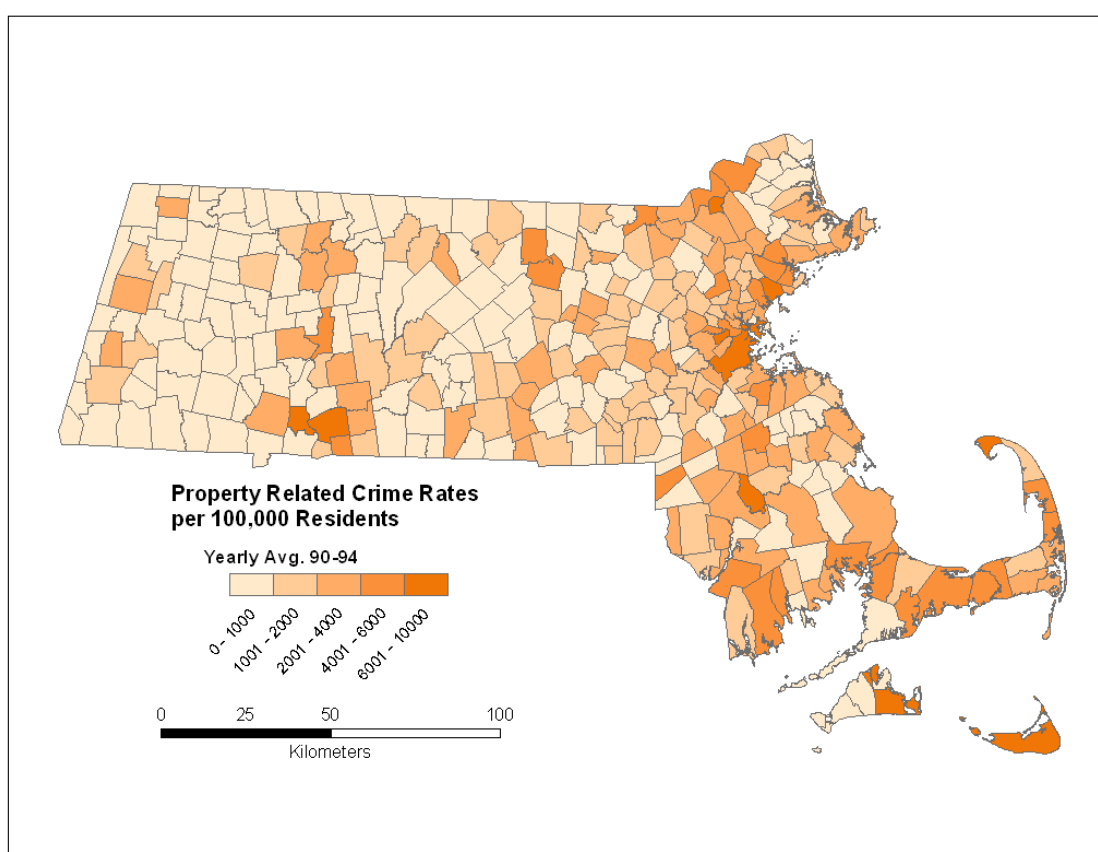 Property Related Crime Rates
per 100,000 Residents
Yearly Avg. 90-94
0 - 1000
1001 - 2000
2001 - 4000
4001 - 6000
6001 - 10000
0 25 50 100
Kilometers